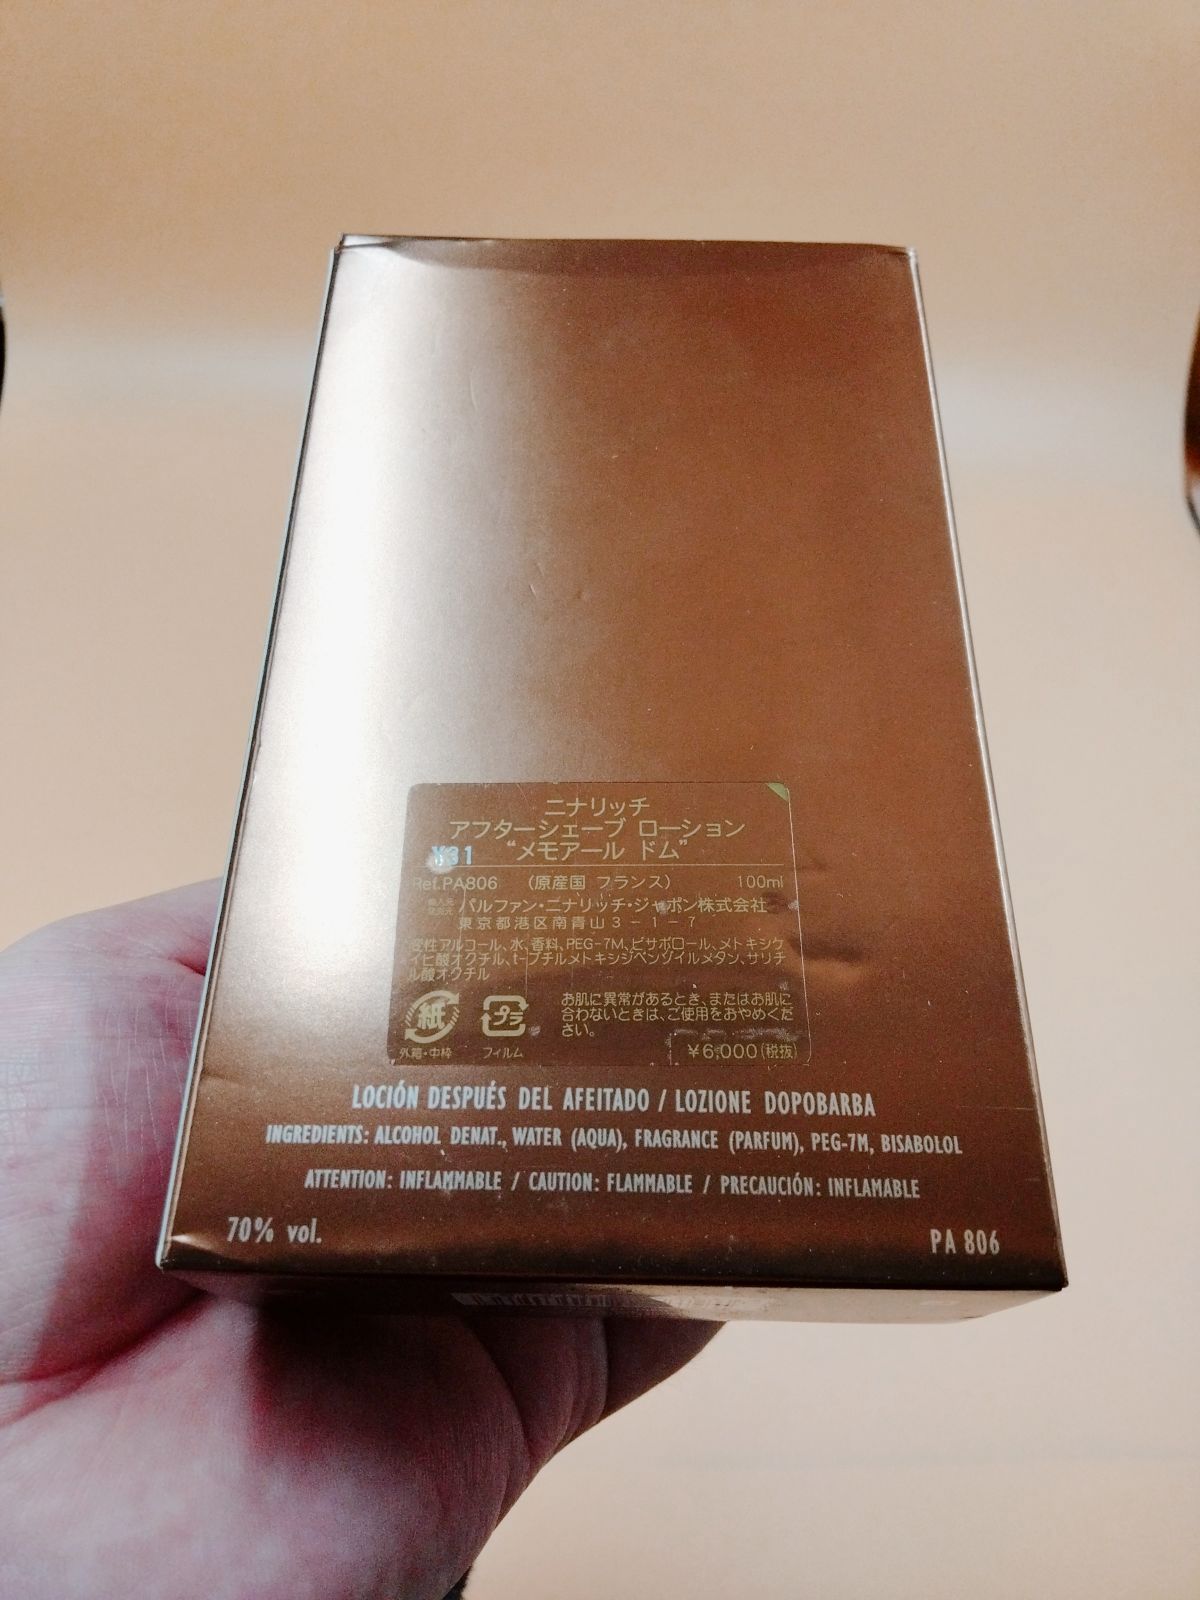 ニナリッチ
アフターシェーブ ローション
¥31 “メモアール ドム”
Ref.PA806 (原産国 フランス) 100ml
パルファン・ニナリッチ・ジャポン株式会社
東京都港区南青山3-1-7
変性アルコール、水、香料、PEG-7M、ビサボロール、メトキシケ
イヒ酸オクチル、t-ブチルメトキシジベンゾイルメタン、サリチ
ル酸オクチル
紙 プラ
外箱・中枠 フィルム
お肌に異常があるとき、またはお肌に
合わないときは、ご使用をおやめくだ
さい。
¥6,000(税抜)
LOCIÓN DESPUÉS DEL AFEITADO / LOZIONE DOPOBARBA
INGREDIENTS: ALCOHOL DENAT., WATER (AQUA), FRAGRANCE (PARFUM), PEG-7M, BISABOLOL
ATTENTION: INFLAMMABLE / CAUTION: FLAMMABLE / PRECAUCIÓN: INFLAMABLE
70% vol. PA 806